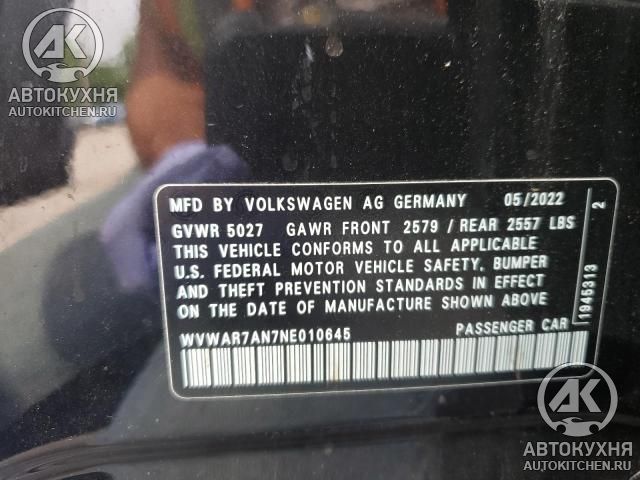 AK
АВТОКУХНЯ
AUTOKITCHEN.RU
MFD BY VOLKSWAGEN AG GERMANY 05/2022
GVWR 5027 GAWR FRONT 2579 / REAR 2557 LBS
THIS VEHICLE CONFORMS TO ALL APPLICABLE
U.S. FEDERAL MOTOR VEHICLE SAFETY, BUMPER
AND THEFT PREVENTION STANDARDS IN EFFECT
ON THE DATE OF MANUFACTURE SHOWN ABOVE
WVWAR7AN7NE010645 PASSENGER CAR
1945313 2
AK
АВТОКУХНЯ
AUTOKITCHEN.RU